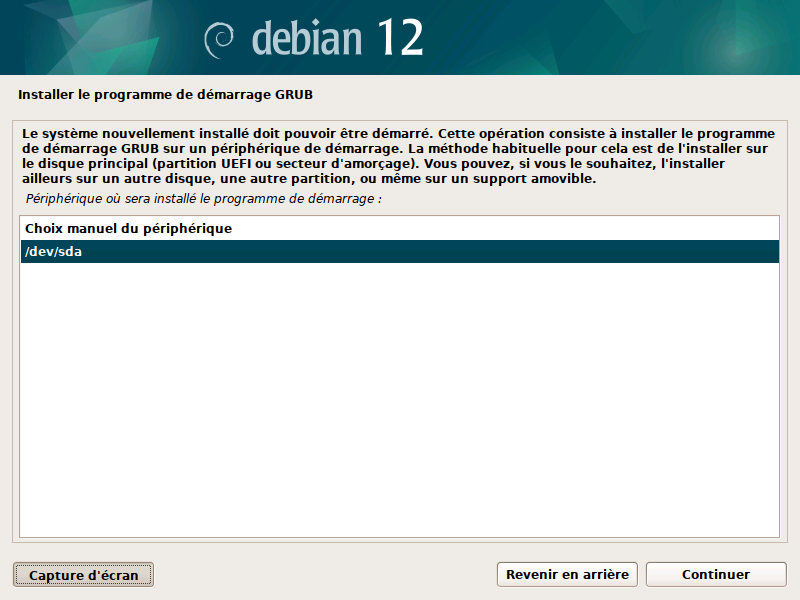 debian 12
Installer le programme de démarrage GRUB
Le système nouvellement installé doit pouvoir être démarré. Cette opération consiste à installer le programme
de démarrage GRUB sur un périphérique de démarrage. La méthode habituelle pour cela est de l'installer sur
le disque principal (partition UEFI ou secteur d'amorçage). Vous pouvez, si vous le souhaitez, l'installer
ailleurs sur un autre disque, une autre partition, ou même sur un support amovible.
Périphérique où sera installé le programme de démarrage :
Choix manuel du périphérique
/dev/sda
Capture d'écran
Revenir en arrière
Continuer